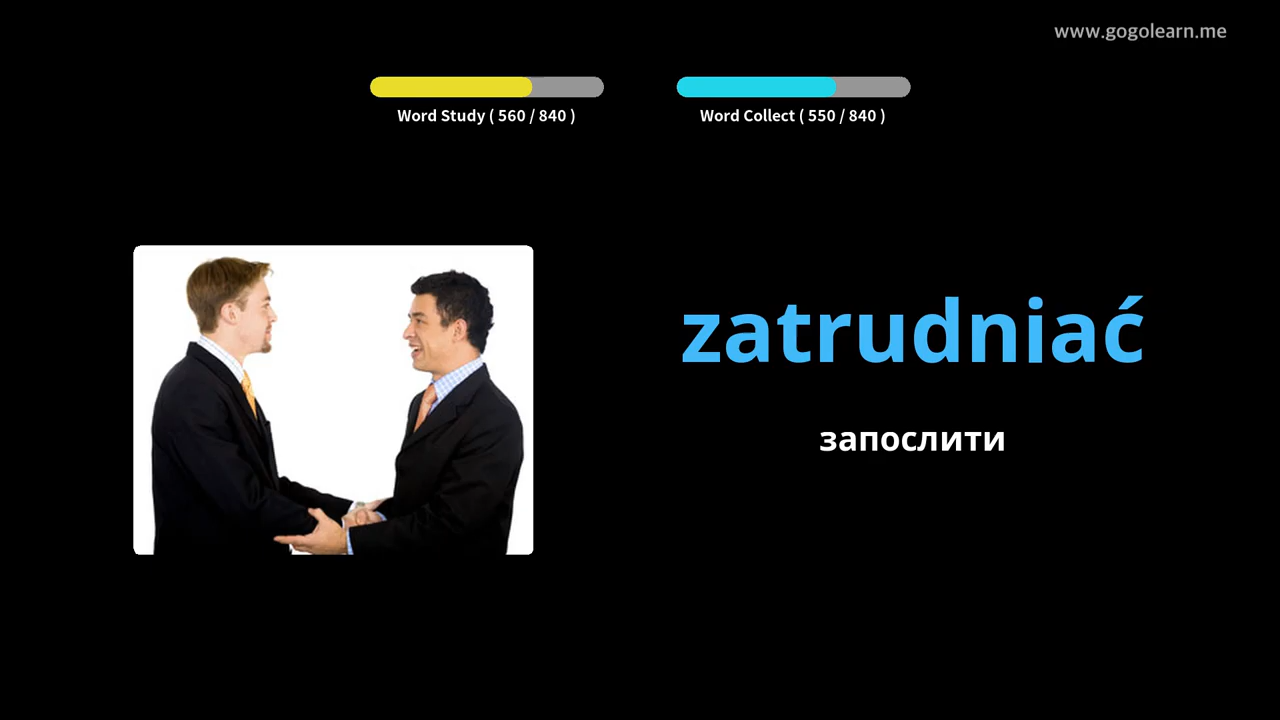 www.gogolearn.me
Word Study ( 560 / 840 )
Word Collect ( 550 / 840 )
zatrudniać
запослити